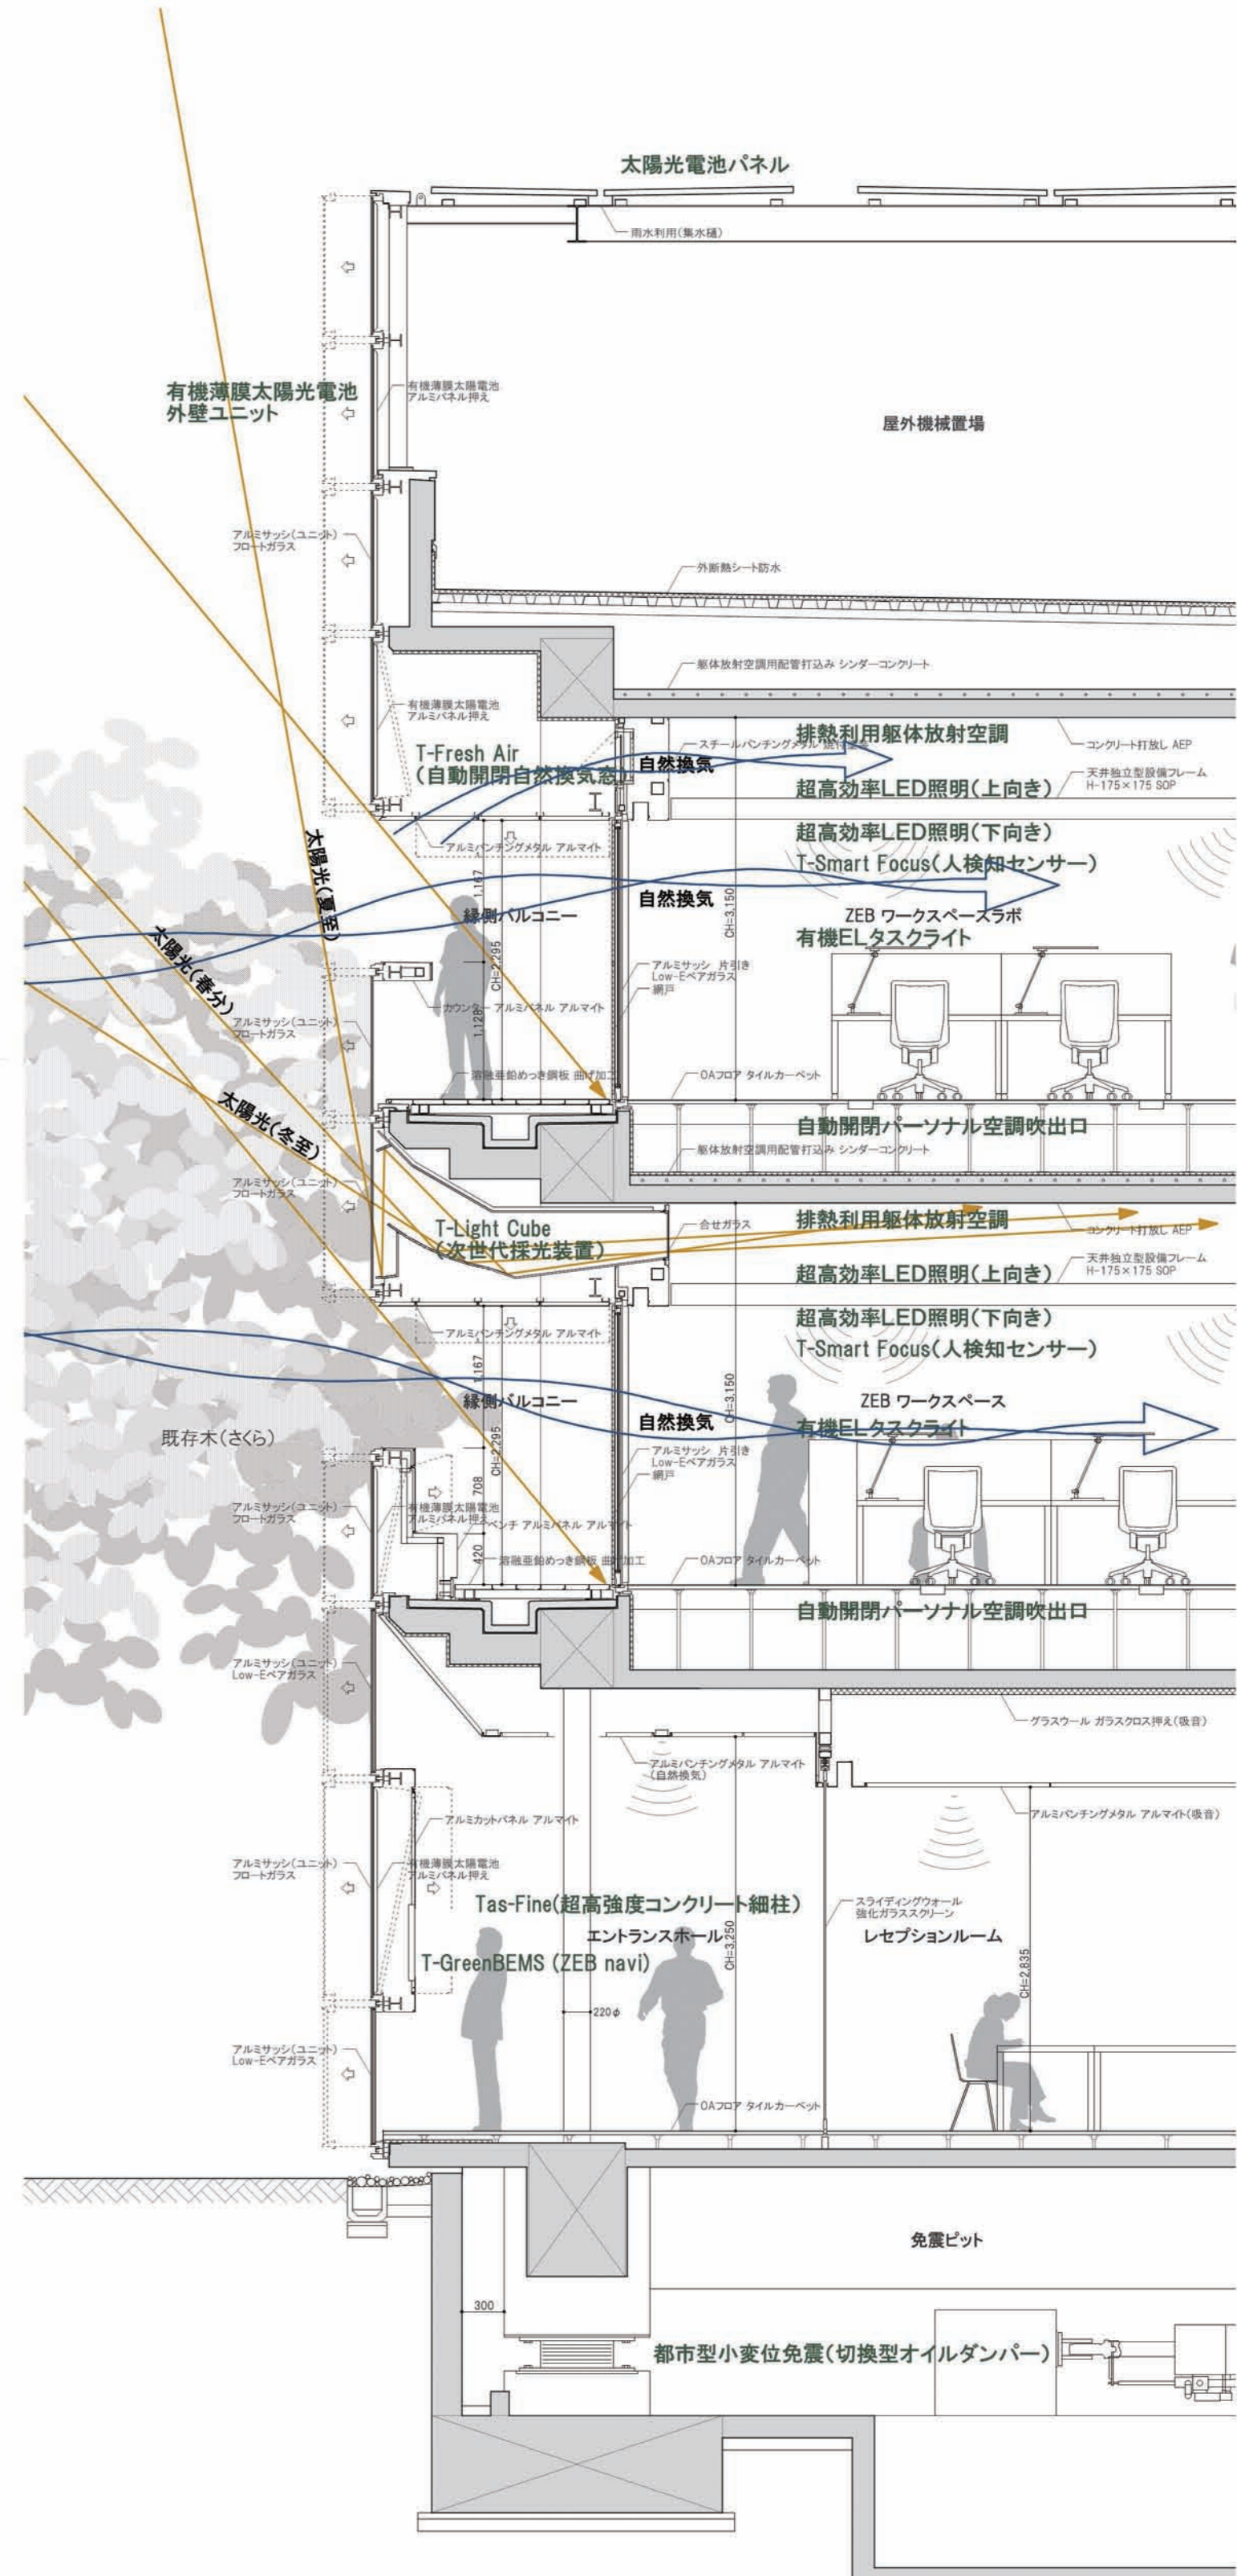 太陽光電池パネル
雨水利用(集水樋)
有機薄膜太陽光電池
外壁ユニット
有機薄膜太陽電池
アルミパネル押え
屋外機械置場
アルミサッシ(ユニット)
フロートガラス
外断熱シート防水
躯体放射空調用配管打込み シンダーコンクリート
有機薄膜太陽電池
アルミパネル押え
T-Fresh Air
(自動開閉自然換気窓)
スチールパンチングメタル
自然換気
排熱利用躯体放射空調
コンクリート打放し AEP
超高効率LED照明(上向き)
天井独立型設備フレーム
H-175×175 SOP
超高効率LED照明(下向き)
T-Smart Focus(人検知センサー)
アルミパンチングメタル アルマイト
太陽光(夏至)
1,167
縁側バルコニー
自然換気
CH=3,150
ZEB ワークスペースラボ
有機ELタスクライト
太陽光(春分)
CH=2,295
アルミサッシ 片引き
Low-Eペアガラス
網戸
カウンター アルミパネル アルマイト
1,128
アルミサッシ(ユニット)
フロートガラス
溶融亜鉛めっき鋼板 曲げ加工
OAフロア タイルカーペット
太陽光(冬至)
自動開閉パーソナル空調吹出口
躯体放射空調用配管打込み シンダーコンクリート
アルミサッシ(ユニット)
フロートガラス
T-Light Cube
(次世代採光装置)
合せガラス
排熱利用躯体放射空調
コンクリート打放し AEP
超高効率LED照明(上向き)
天井独立型設備フレーム
H-175×175 SOP
超高効率LED照明(下向き)
T-Smart Focus(人検知センサー)
アルミパンチングメタル アルマイト
1,167
縁側バルコニー
自然換気
CH=3,150
ZEB ワークスペース
有機ELタスクライト
既存木(さくら)
CH=2,295
アルミサッシ 片引き
Low-Eペアガラス
網戸
708
アルミサッシ(ユニット)
フロートガラス
有機薄膜太陽電池
アルミパネル押え
ベンチ アルミパネル アルマイト
420
溶融亜鉛めっき鋼板 曲げ加工
OAフロア タイルカーペット
自動開閉パーソナル空調吹出口
アルミサッシ(ユニット)
Low-Eペアガラス
グラスウール ガラスクロス押え(吸音)
アルミパンチングメタル アルマイト
(自然換気)
アルミパンチングメタル アルマイト(吸音)
アルミカットパネル アルマイト
アルミサッシ(ユニット)
フロートガラス
有機薄膜太陽電池
アルミパネル押え
Tas-Fine(超高強度コンクリート細柱)
スライディングウォール
強化ガラススクリーン
エントランスホール
CH=3,250
レセプションルーム
T-GreenBEMS (ZEB navi)
CH=2,835
220φ
アルミサッシ(ユニット)
Low-Eペアガラス
OAフロア タイルカーペット
免震ピット
300
都市型小変位免震(切換型オイルダンパー)